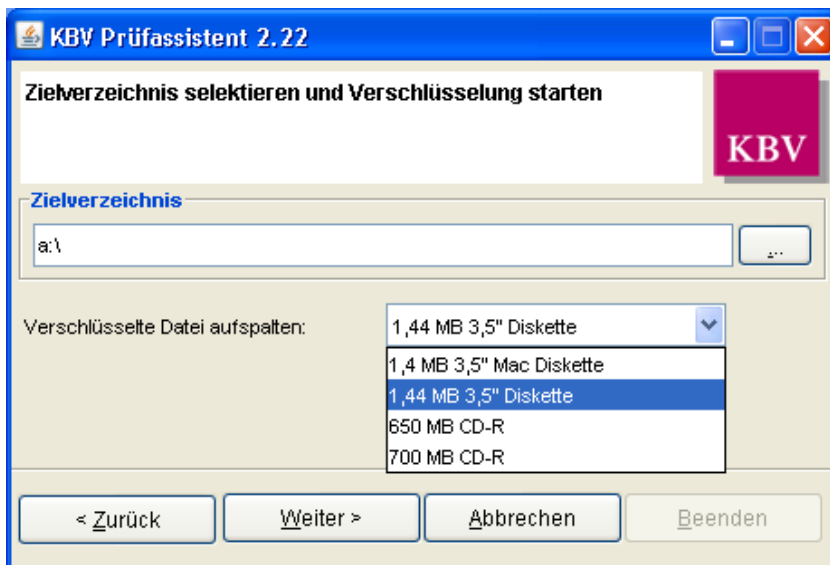 KBV Prüfassistent 2.22
Zielverzeichnis selektieren und Verschlüsselung starten
KBV
Zielverzeichnis
a:\
...
Verschlüsselte Datei aufspalten:
1,44 MB 3,5" Diskette
1,4 MB 3,5" Mac Diskette
1,44 MB 3,5" Diskette
650 MB CD-R
700 MB CD-R
< Zurück
Weiter >
Abbrechen
Beenden